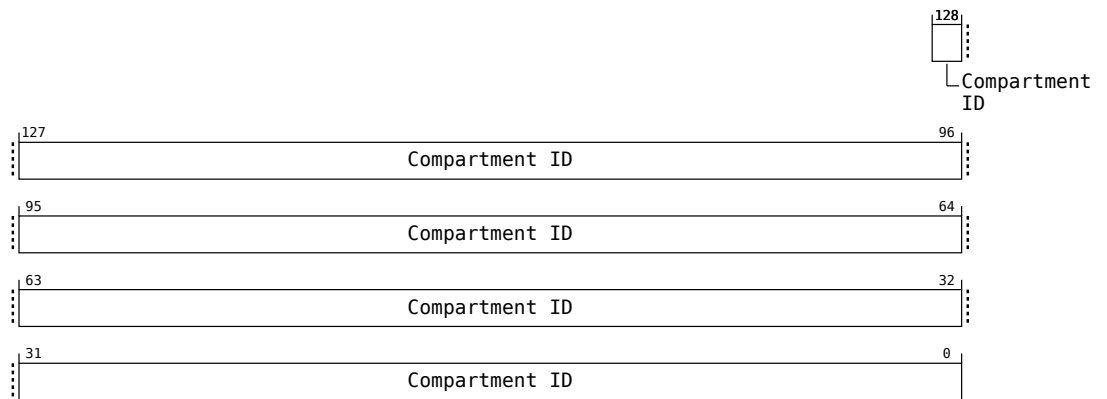 128
Compartment
ID
127 96
Compartment ID
95 64
Compartment ID
63 32
Compartment ID
31 0
Compartment ID